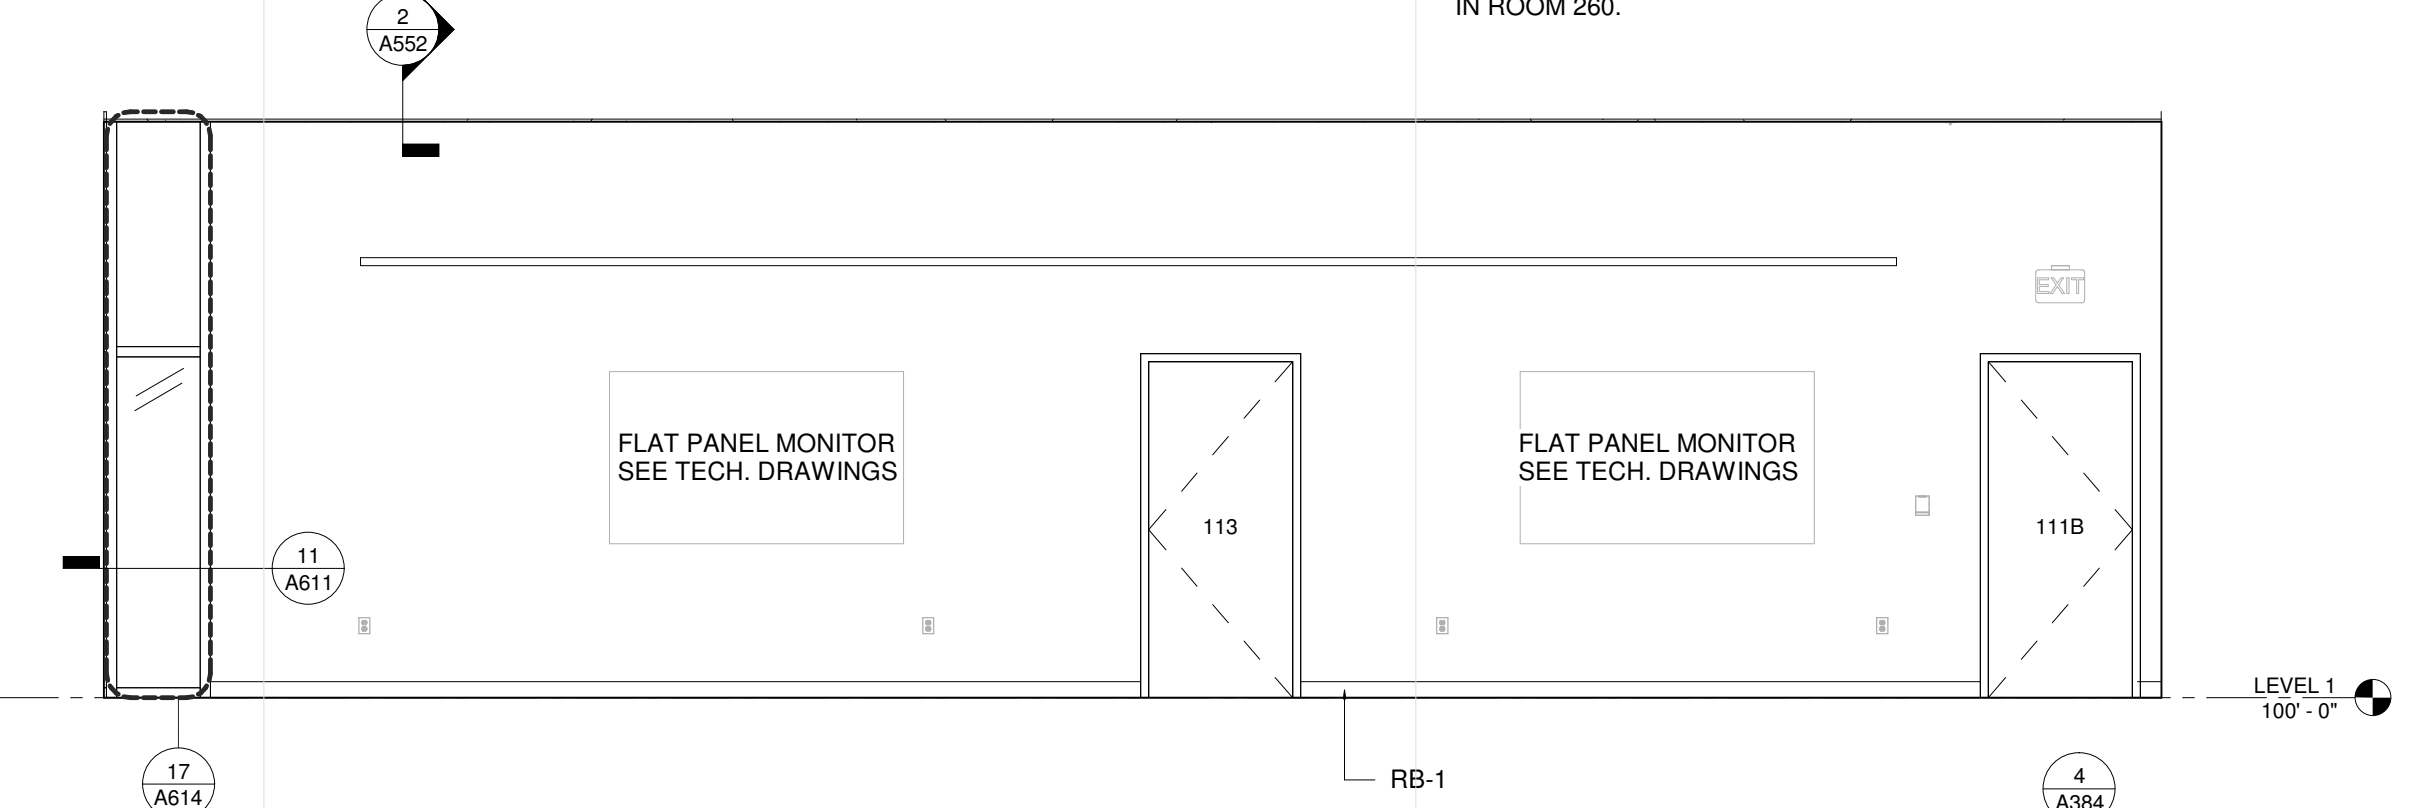 IN ROOM 260.
2
A552
EXIT
FLAT PANEL MONITOR
SEE TECH. DRAWINGS
FLAT PANEL MONITOR
SEE TECH. DRAWINGS
113
111B
11
A611
LEVEL 1
100' - 0"
RB-1
17
A614
4
A384